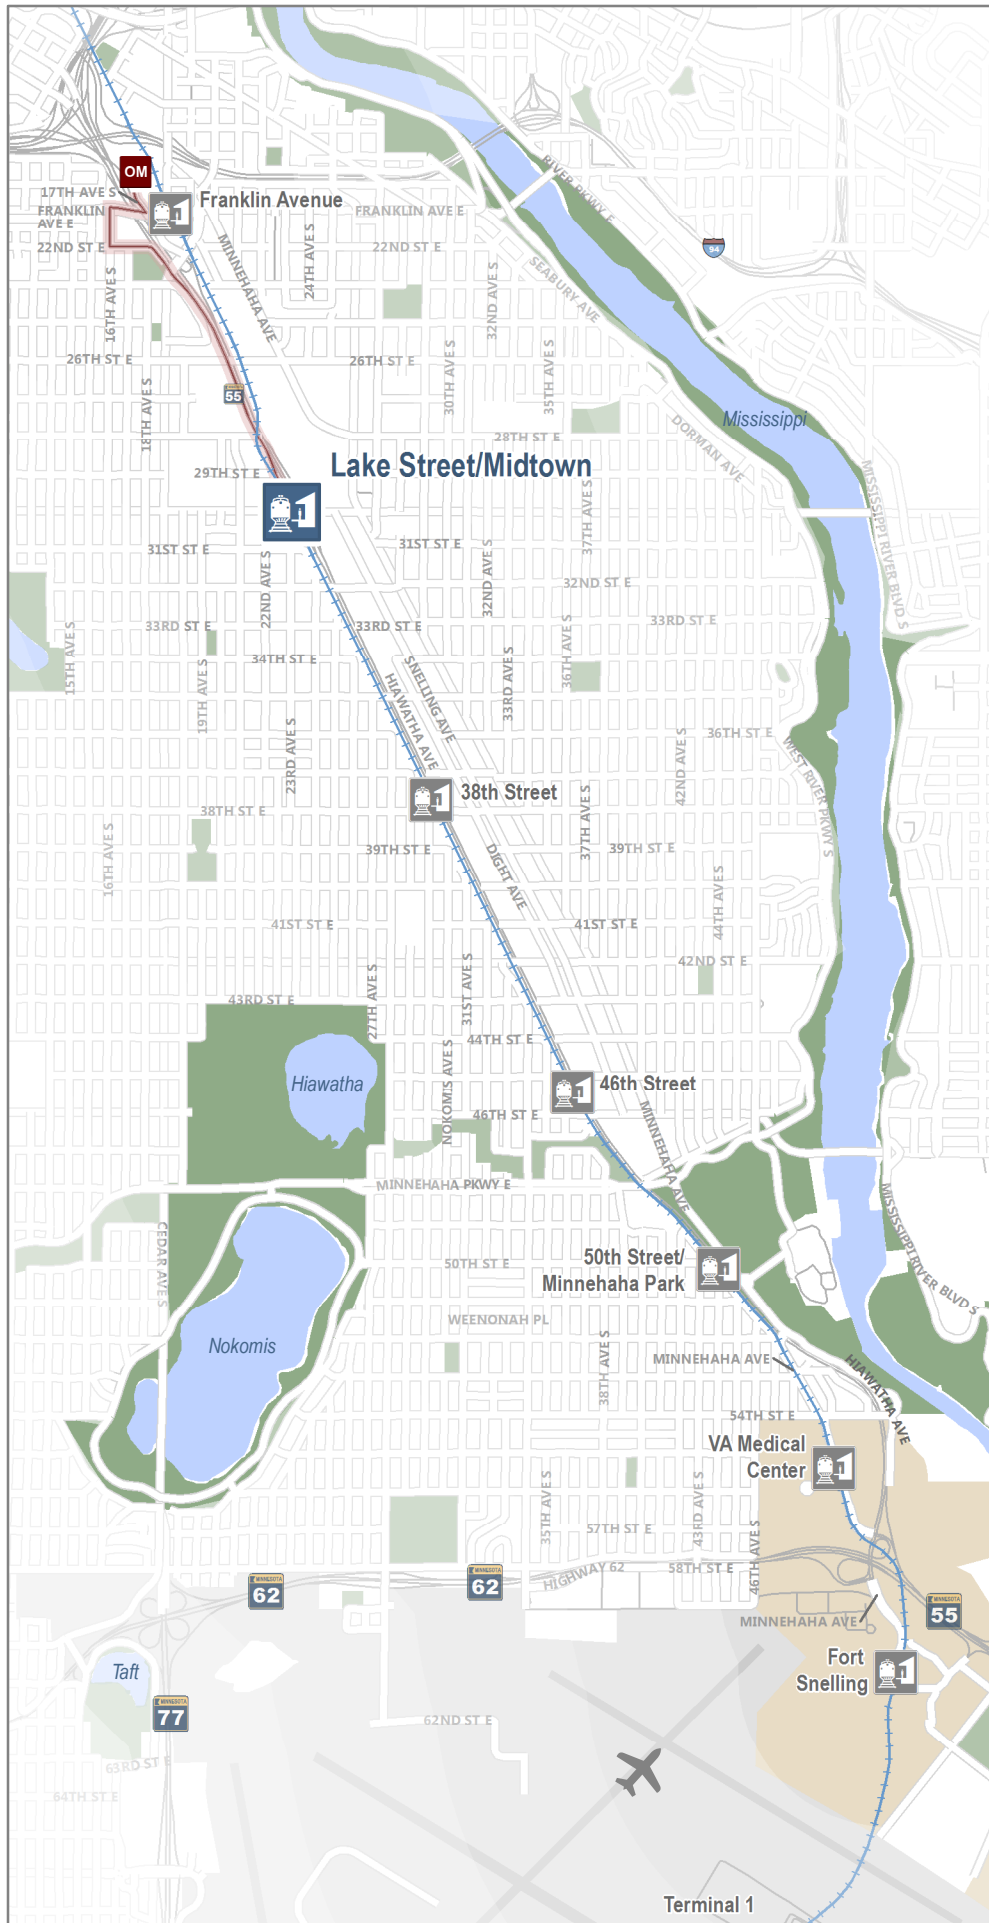 OM
17TH AVE S
Franklin Avenue
FRANKLIN
AVE E
FRANKLIN AVE E
RIVER PKWY E
22ND ST E
22ND ST E
94
MINNEHAHA AVE
24TH AVE S
SEABURY AVE
32ND AVE S
16TH AVE S
26TH ST E
26TH ST E
30TH AVE S
35TH AVE S
55
18TH AVE S
Mississippi
DORMAN AVE
28TH ST E
29TH ST E
Lake Street/Midtown
MISSISSIPPI RIVER BLVD S
37TH AVE S
31ST ST E
31ST ST E
22ND AVE S
32ND AVE S
32ND ST E
33RD ST E
33RD ST E
33RD ST E
15TH AVE S
36TH AVE S
34TH ST E
19TH AVE S
SNELLING AVE
HIAWATHA AVE
33RD AVE S
23RD AVE S
42ND AVE S
36TH ST E
WEST RIVER PKWY S
38th Street
38TH ST E
37TH AVE S
16TH AVE S
39TH ST E
39TH ST E
DIGHT AVE
44TH AVE S
41ST ST E
41ST ST E
42ND ST E
27TH AVE S
31ST AVE S
43RD ST E
44TH ST E
Hiawatha
46th Street
NOKOMIS AVE S
46TH ST E
MINNEHAHA AVE
MINNEHAHA PKWY E
MISSISSIPPI RIVER BLVD S
CEDAR AVE S
50TH ST E
50th Street/
Minnehaha Park
WEENONAH PL
Nokomis
38TH AVE S
MINNEHAHA AVE
HIAWATHA AVE
54TH ST E
VA Medical
Center
35TH AVE S
43RD AVE S
57TH ST E
46TH AVE S
HIGHWAY 62
58TH ST E
MINNESOTA
62
MINNESOTA
62
MINNESOTA
55
MINNEHAHA AVE
Fort
Snelling
Taft
MINNESOTA
77
62ND ST E
63RD ST E
64TH ST E
Terminal 1